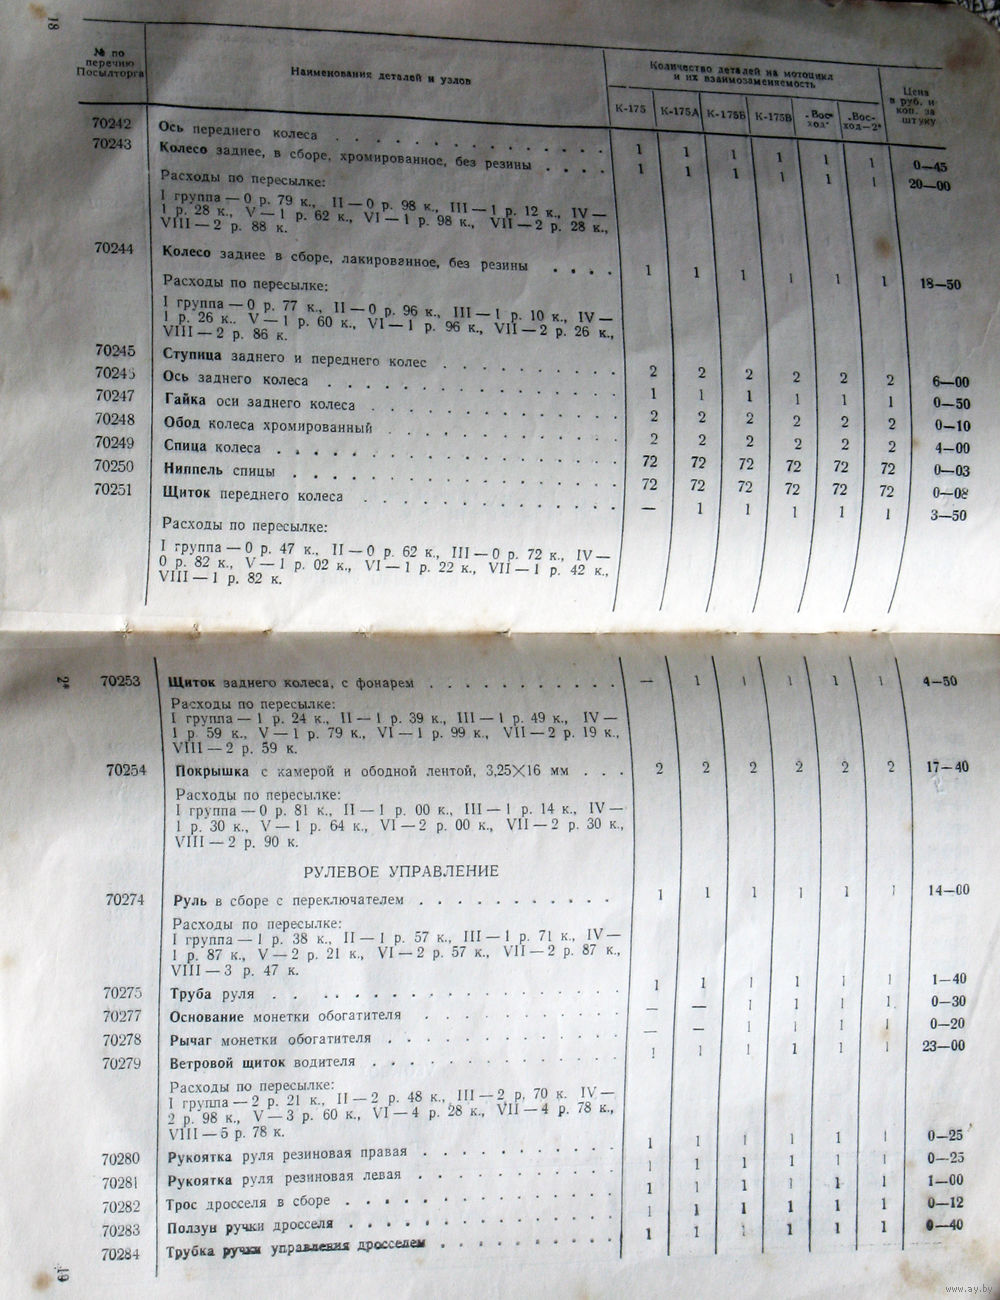 18
№ по перечню Посылторга | Наименования деталей и узлов | Количество деталей на мотоцикл и их взаимозаменяемость | Цена в руб. и коп. за штуку
К-175 | К-175А | К-175Б | К-175В | „Восход“ | „Восход—2“
70242 Ось переднего колеса 1 1 1 1 1 1 0—45
70243 Колесо заднее, в сборе, хромированное, без резины 1 1 1 1 1 1 20—00
Расходы по пересылке:
I группа — 0 р. 79 к., II — 0 р. 98 к., III — 1 р. 12 к., IV —
1 р. 28 к., V — 1 р. 62 к., VI — 1 р. 98 к., VII — 2 р. 28 к.,
VIII — 2 р. 88 к.
70244 Колесо заднее в сборе, лакированное, без резины 1 1 1 1 1 1 18—50
Расходы по пересылке:
I группа — 0 р. 77 к., II — 0 р. 96 к., III — 1 р. 10 к., IV —
1 р. 26 к.. V — 1 р. 60 к., VI — 1 р. 96 к., VII — 2 р. 26 к.,
VIII — 2 р. 86 к.
70245 Ступица заднего и переднего колес 2 2 2 2 2 2 6—00
70246 Ось заднего колеса 1 1 1 1 1 1 0—50
70247 Гайка оси заднего колеса 2 2 2 2 2 2 0—10
70248 Обод колеса хромированный 2 2 2 2 2 2 4—00
70249 Спица колеса 72 72 72 72 72 72 0—03
70250 Ниппель спицы 72 72 72 72 72 72 0—08
70251 Щиток переднего колеса — 1 1 1 1 1 3—50
Расходы по пересылке:
I группа — 0 р. 47 к., II — 0 р. 62 к., III — 0 р. 72 к., IV —
0 р. 82 к., V — 1 р. 02 к., VI — 1 р. 22 к., VII — 1 р. 42 к.,
VIII — 1 р. 82 к.
2*
70253 Щиток заднего колеса, с фонарем — 1 1 1 1 1 4—50
Расходы по пересылке:
I группа — 1 р. 24 к., II — 1 р. 39 к., III — 1 р. 49 к., IV —
1 р. 59 к., V — 1 р. 79 к., VI — 1 р. 99 к., VII — 2 р. 19 к.,
VIII — 2 р. 59 к.
70254 Покрышка с камерой и ободной лентой, 3,25X16 мм 2 2 2 2 2 2 17—40
Расходы по пересылке:
I группа — 0 р. 81 к., II — 1 р. 00 к., III — 1 р. 14 к., IV —
1 р. 30 к., V — 1 р. 64 к., VI — 2 р. 00 к., VII — 2 р. 30 к.,
VIII — 2 р. 90 к.
РУЛЕВОЕ УПРАВЛЕНИЕ
70274 Руль в сборе с переключателем 1 1 1 1 1 1 14—00
Расходы по пересылке:
I группа — 1 р. 38 к., II — 1 р. 57 к., III — 1 р. 71 к., IV —
1 р. 87 к., V — 2 р. 21 к., VI — 2 р. 57 к., VII — 2 р. 87 к.,
VIII — 3 р. 47 к.
70275 Труба руля 1 1 1 1 1 1 1—40
70277 Основание монетки обогатителя — — 1 1 1 1 0—30
70278 Рычаг монетки обогатителя — — 1 1 1 1 0—20
70279 Ветровой щиток водителя 1 1 1 1 1 1 23—00
Расходы по пересылке:
I группа — 2 р. 21 к., II — 2 р. 48 к., III — 2 р. 70 к. IV —
2 р. 98 к., V — 3 р. 60 к., VI — 4 р. 28 к., VII — 4 р. 78 к.,
VIII — 5 р. 78 к.
70280 Рукоятка руля резиновая правая 1 1 1 1 1 1 0—25
70281 Рукоятка руля резиновая левая 1 1 1 1 1 1 0—25
70282 Трос дросселя в сборе 1 1 1 1 1 1 1—00
70283 Ползун ручки дросселя 1 1 1 1 1 1 0—12
70284 Трубка ручки управления дросселем 1 1 1 1 1 1 0—40
19
www.ay.by